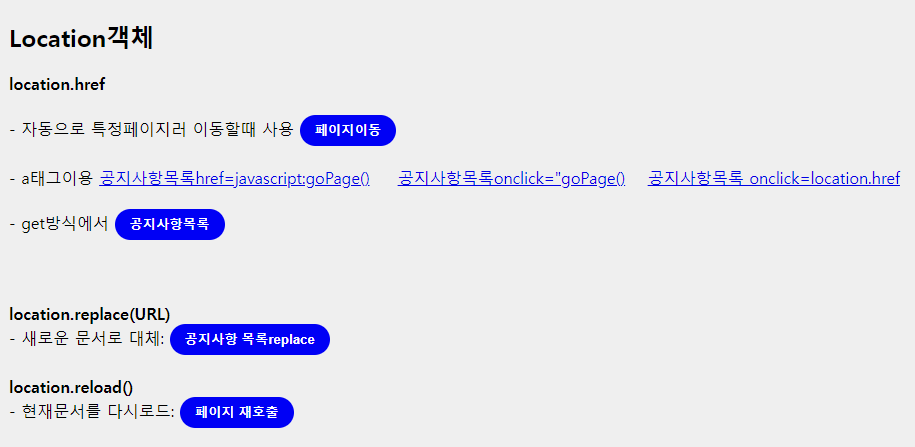 Location객체
location.href
- 자동으로 특정페이지러 이동할때 사용 페이지이동
- a태그이용 공지사항목록href=javascript:goPage() 공지사항목록onclick="goPage() 공지사항목록 onclick=location.href
- get방식에서 공지사항목록
location.replace(URL)
- 새로운 문서로 대체: 공지사항 목록replace
location.reload()
- 현재문서를 다시로드: 페이지 재호출